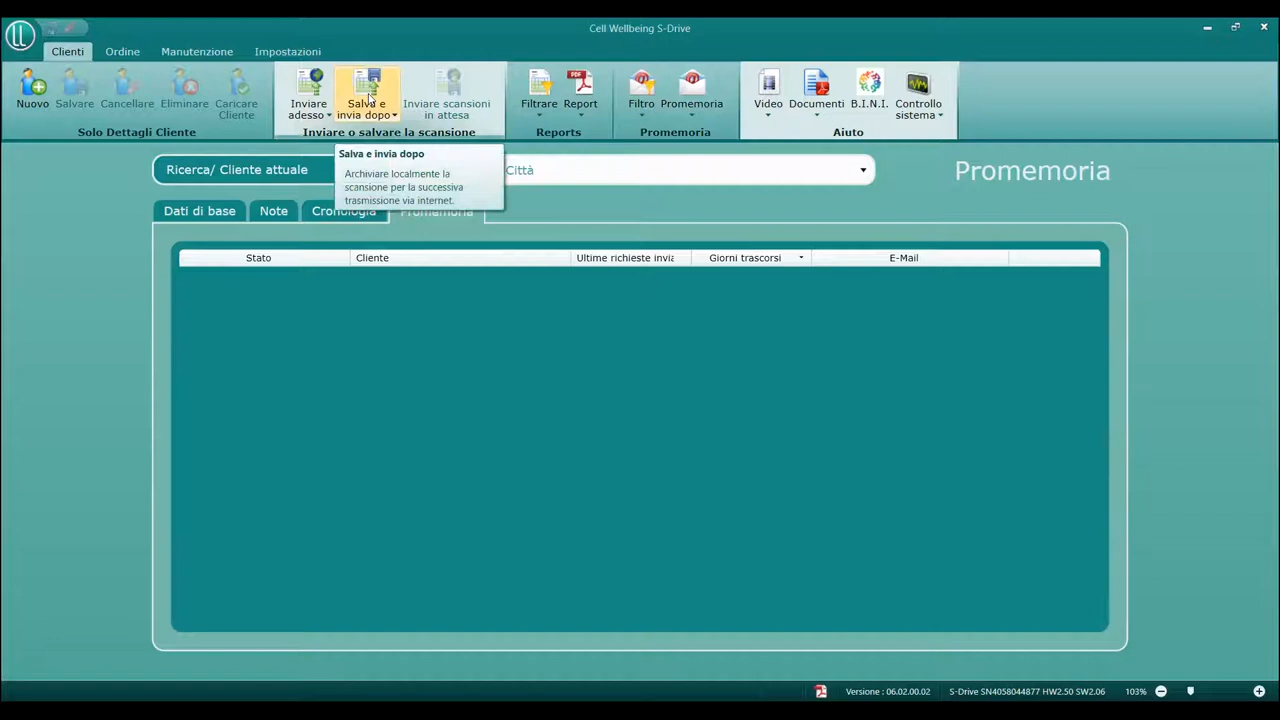 Cell Wellbeing S-Drive
Clienti
Ordine
Manutenzione
Impostazioni
Nuovo
Salvare
Cancellare
Eliminare
Caricare
Cliente
Inviare
adesso
Salva e
invia dopo
Inviare scansioni
in attesa
Filtrare
Report
Filtro
Promemoria
Video
Documenti
B.I.N.I.
Controllo
sistema
Solo Dettagli Cliente
Inviare o salvare la scansione
Reports
Promemoria
Aiuto
Salva e invia dopo
Archiviare localmente la
scansione per la successiva
trasmissione via internet.
Ricerca/ Cliente attuale
Città
Promemoria
Dati di base
Note
Cronologia
Promemoria
Stato
Cliente
Ultime richieste invia
Giorni trascorsi
E-Mail
Versione : 06.02.00.02
S-Drive SN4058044877 HW2.50 SW2.06
103%